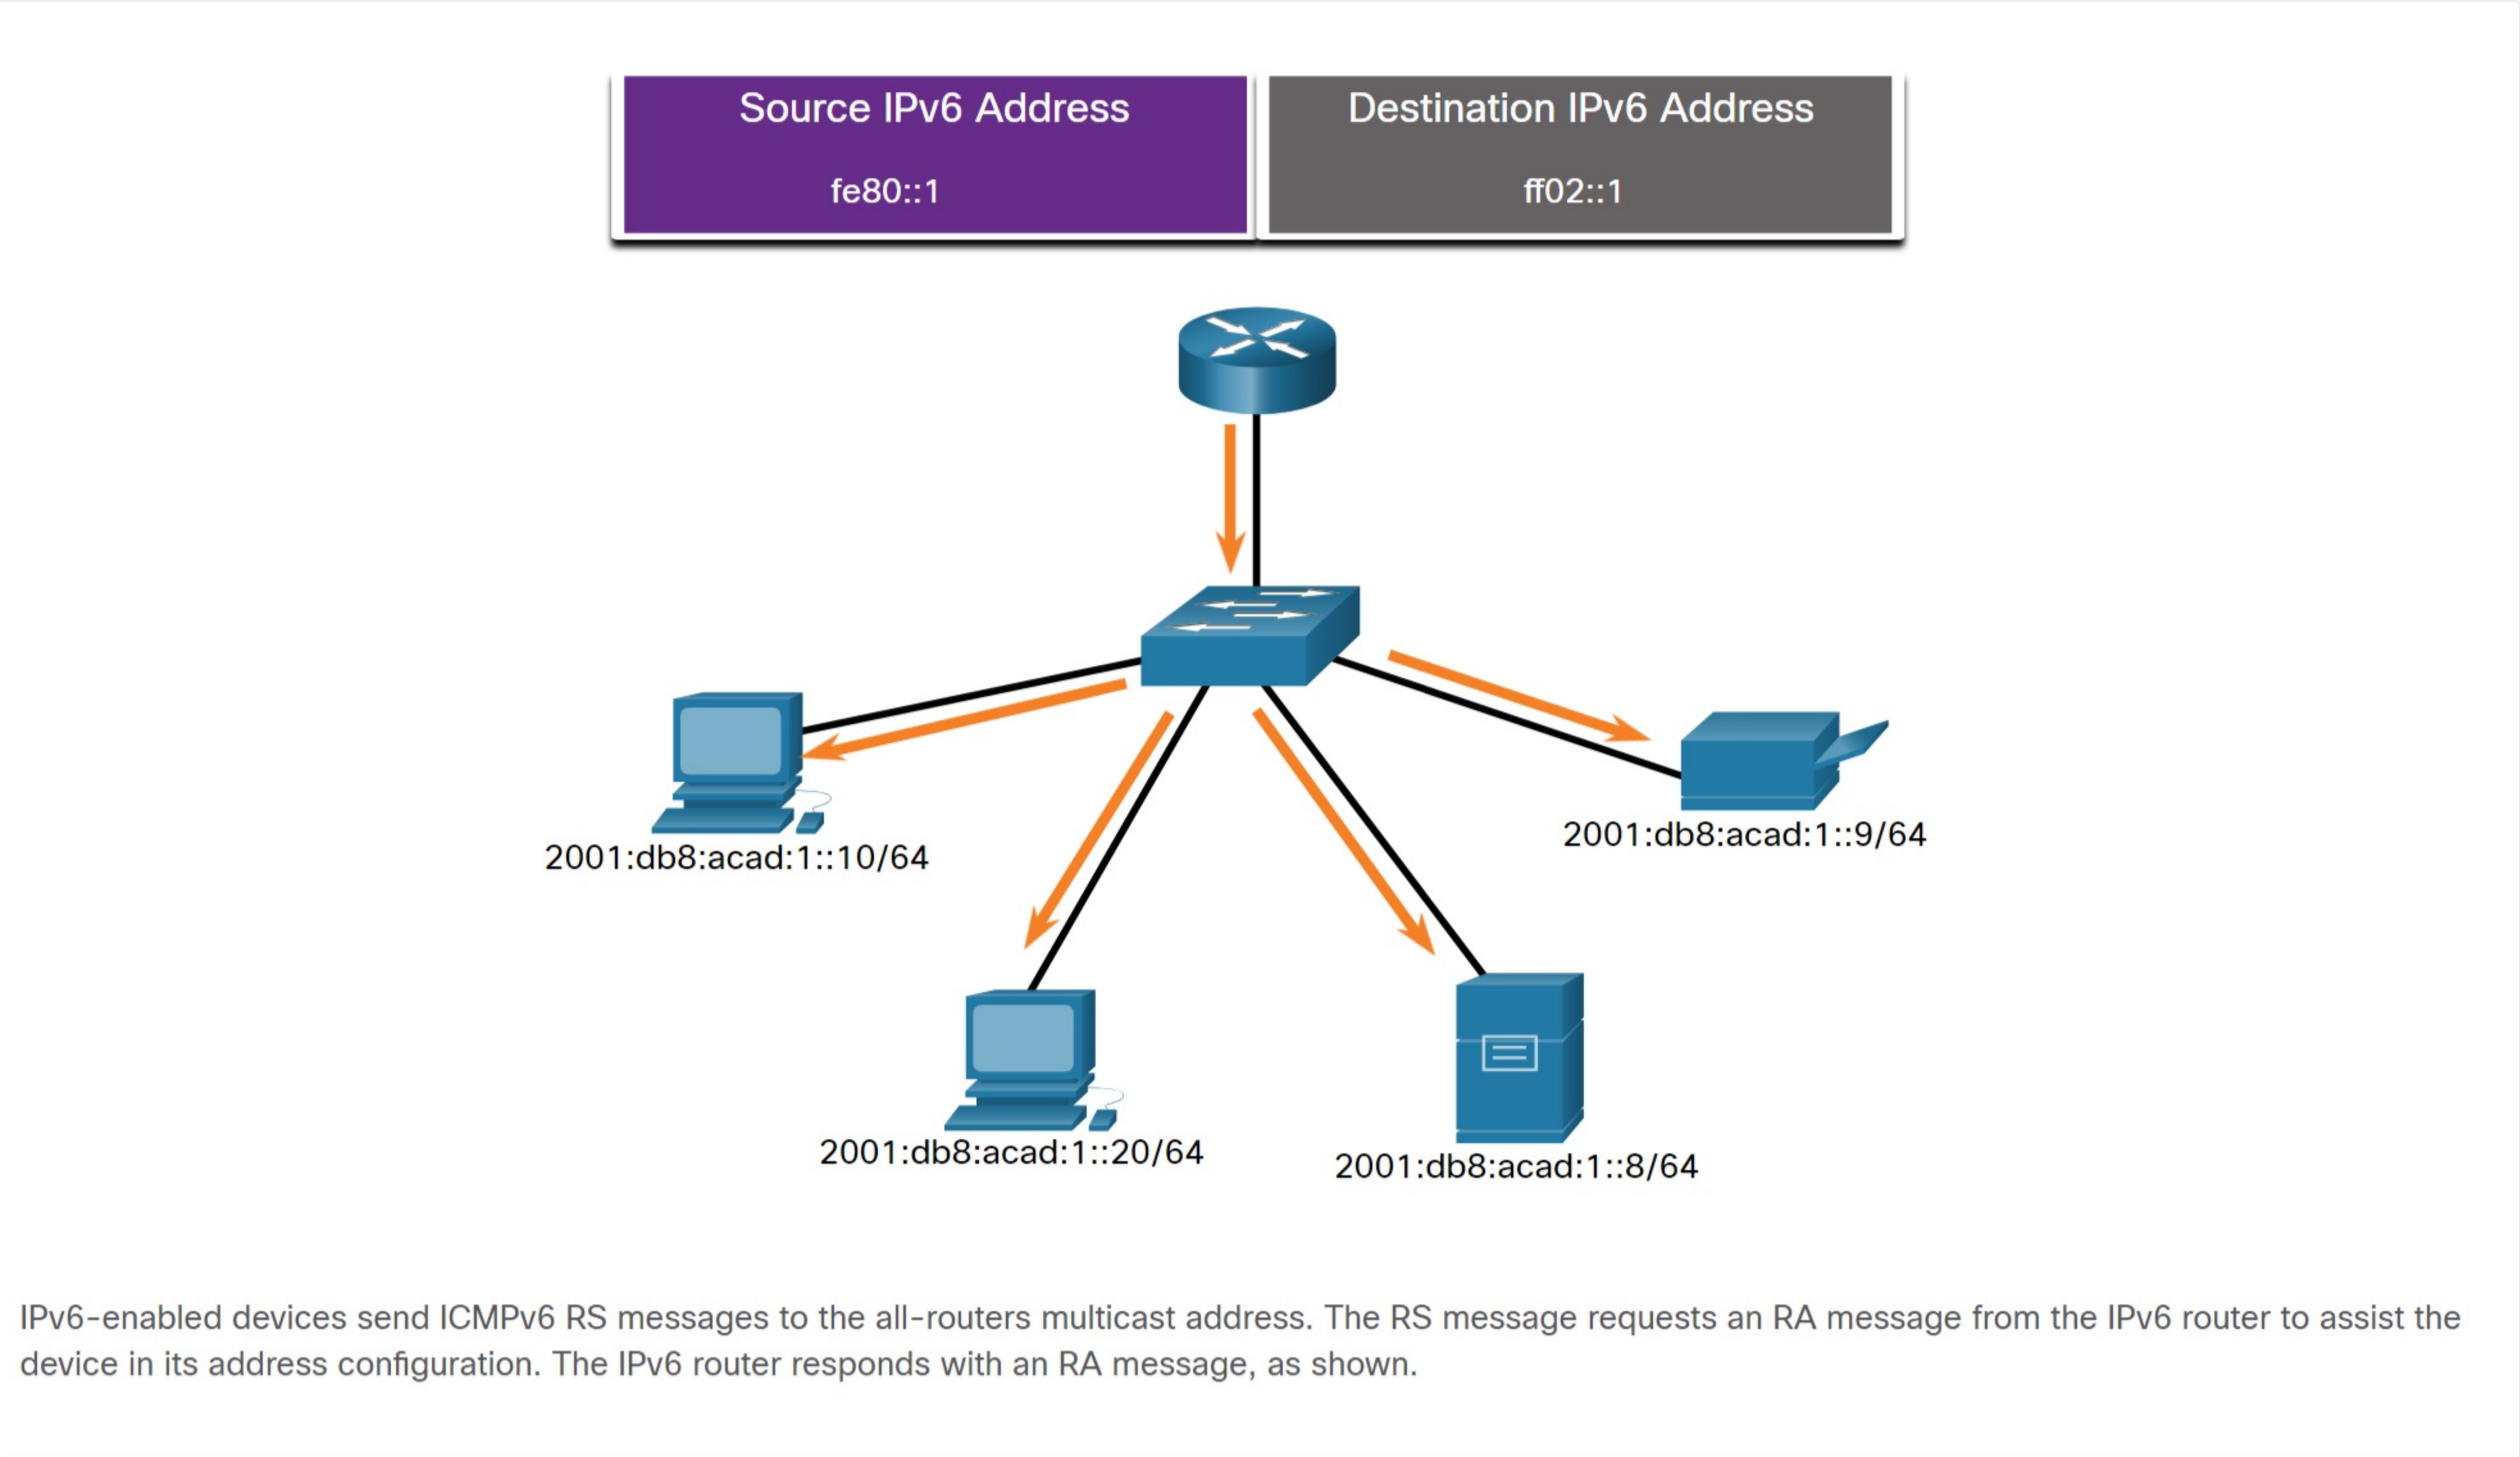 Source IPv6 Address
fe80::1
Destination IPv6 Address
ff02::1
2001:db8:acad:1::10/64
2001:db8:acad:1::9/64
2001:db8:acad:1::20/64
2001:db8:acad:1::8/64
IPv6-enabled devices send ICMPv6 RS messages to the all-routers multicast address. The RS message requests an RA message from the IPv6 router to assist the
device in its address configuration. The IPv6 router responds with an RA message, as shown.